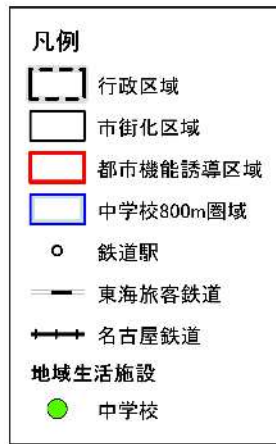 凡例
行政区域
市街化区域
都市機能誘導区域
中学校800m圏域
鉄道駅
東海旅客鉄道
名古屋鉄道
地域生活施設
中学校